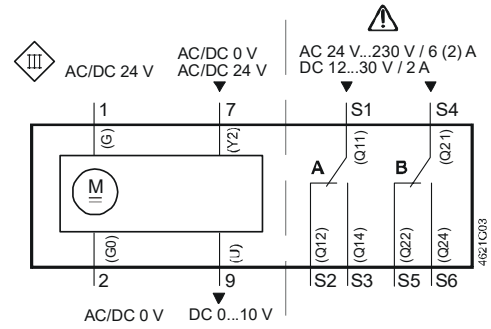 III
AC/DC 24 V
AC/DC 0 V
AC/DC 24 V
AC 24 V...230 V / 6 (2) A
DC 12...30 V / 2 A
1
7
S1
S4
(G)
(Y2)
(Q11)
(Q21)
A
B
M
(G0)
(U)
(Q12)
(Q14)
(Q22)
(Q24)
4621C03
2
9
S2
S3
S5
S6
AC/DC 0 V
DC 0...10 V